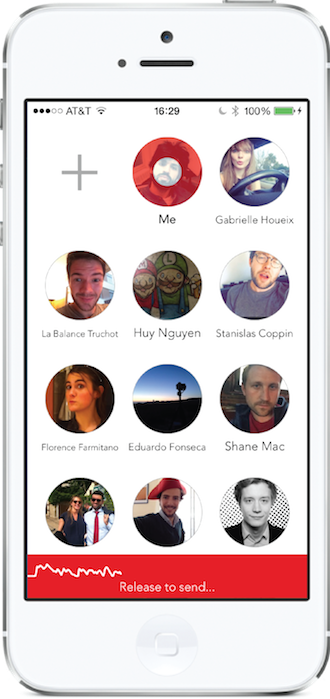 AT&T 16:29 100%
Me
Gabrielle Houeix
La Balance Truchot
Huy Nguyen
Stanislas Coppin
Florence Farmitano
Eduardo Fonseca
Shane Mac
Release to send...